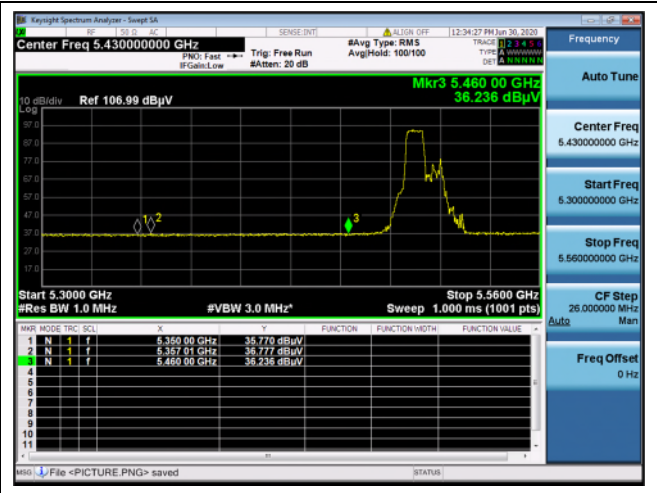 Keysight Spectrum Analyzer - Swept SA
RF 50 Ω AC SENSE:INT ALIGN OFF 12:34:27 PM Jun 30, 2020
Center Freq 5.430000000 GHz #Avg Type: RMS TRACE 1 2 3 4 5 6
PNO: Fast Trig: Free Run Avg|Hold: 100/100 TYPE A WWWWW
IFGain:Low #Atten: 20 dB DET A N N N N N
Mkr3 5.460 00 GHz
36.236 dBµV
10 dB/div Ref 106.99 dBµV
Log
97.0
87.0
77.0
67.0
57.0
47.0
37.0
27.0
17.0
1 2 3
Start 5.3000 GHz Stop 5.5600 GHz
#Res BW 1.0 MHz #VBW 3.0 MHz* Sweep 1.000 ms (1001 pts)
MKR MODE TRC SCL X Y FUNCTION FUNCTION WIDTH FUNCTION VALUE
1 N 1 f 5.350 00 GHz 35.770 dBµV
2 N 1 f 5.357 01 GHz 36.777 dBµV
3 N 1 f 5.460 00 GHz 36.236 dBµV
4
5
6
7
8
9
10
11
MSG File <PICTURE.PNG> saved STATUS
Frequency
Auto Tune
Center Freq
5.430000000 GHz
Start Freq
5.300000000 GHz
Stop Freq
5.560000000 GHz
CF Step
26.000000 MHz
Auto Man
Freq Offset
0 Hz